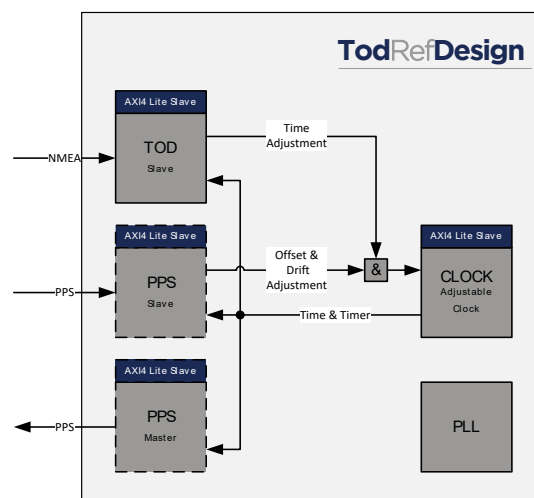 TodRefDesign
AXI4 Lite Slave
TOD
Slave
Time
Adjustment
NMEA
AXI4 Lite Slave
PPS
Slave
Offset &
Drift
Adjustment
&
AXI4 Lite Slave
CLOCK
Adjustable
Clock
PPS
Time & Timer
AXI4 Lite Slave
PPS
Master
PPS
PLL